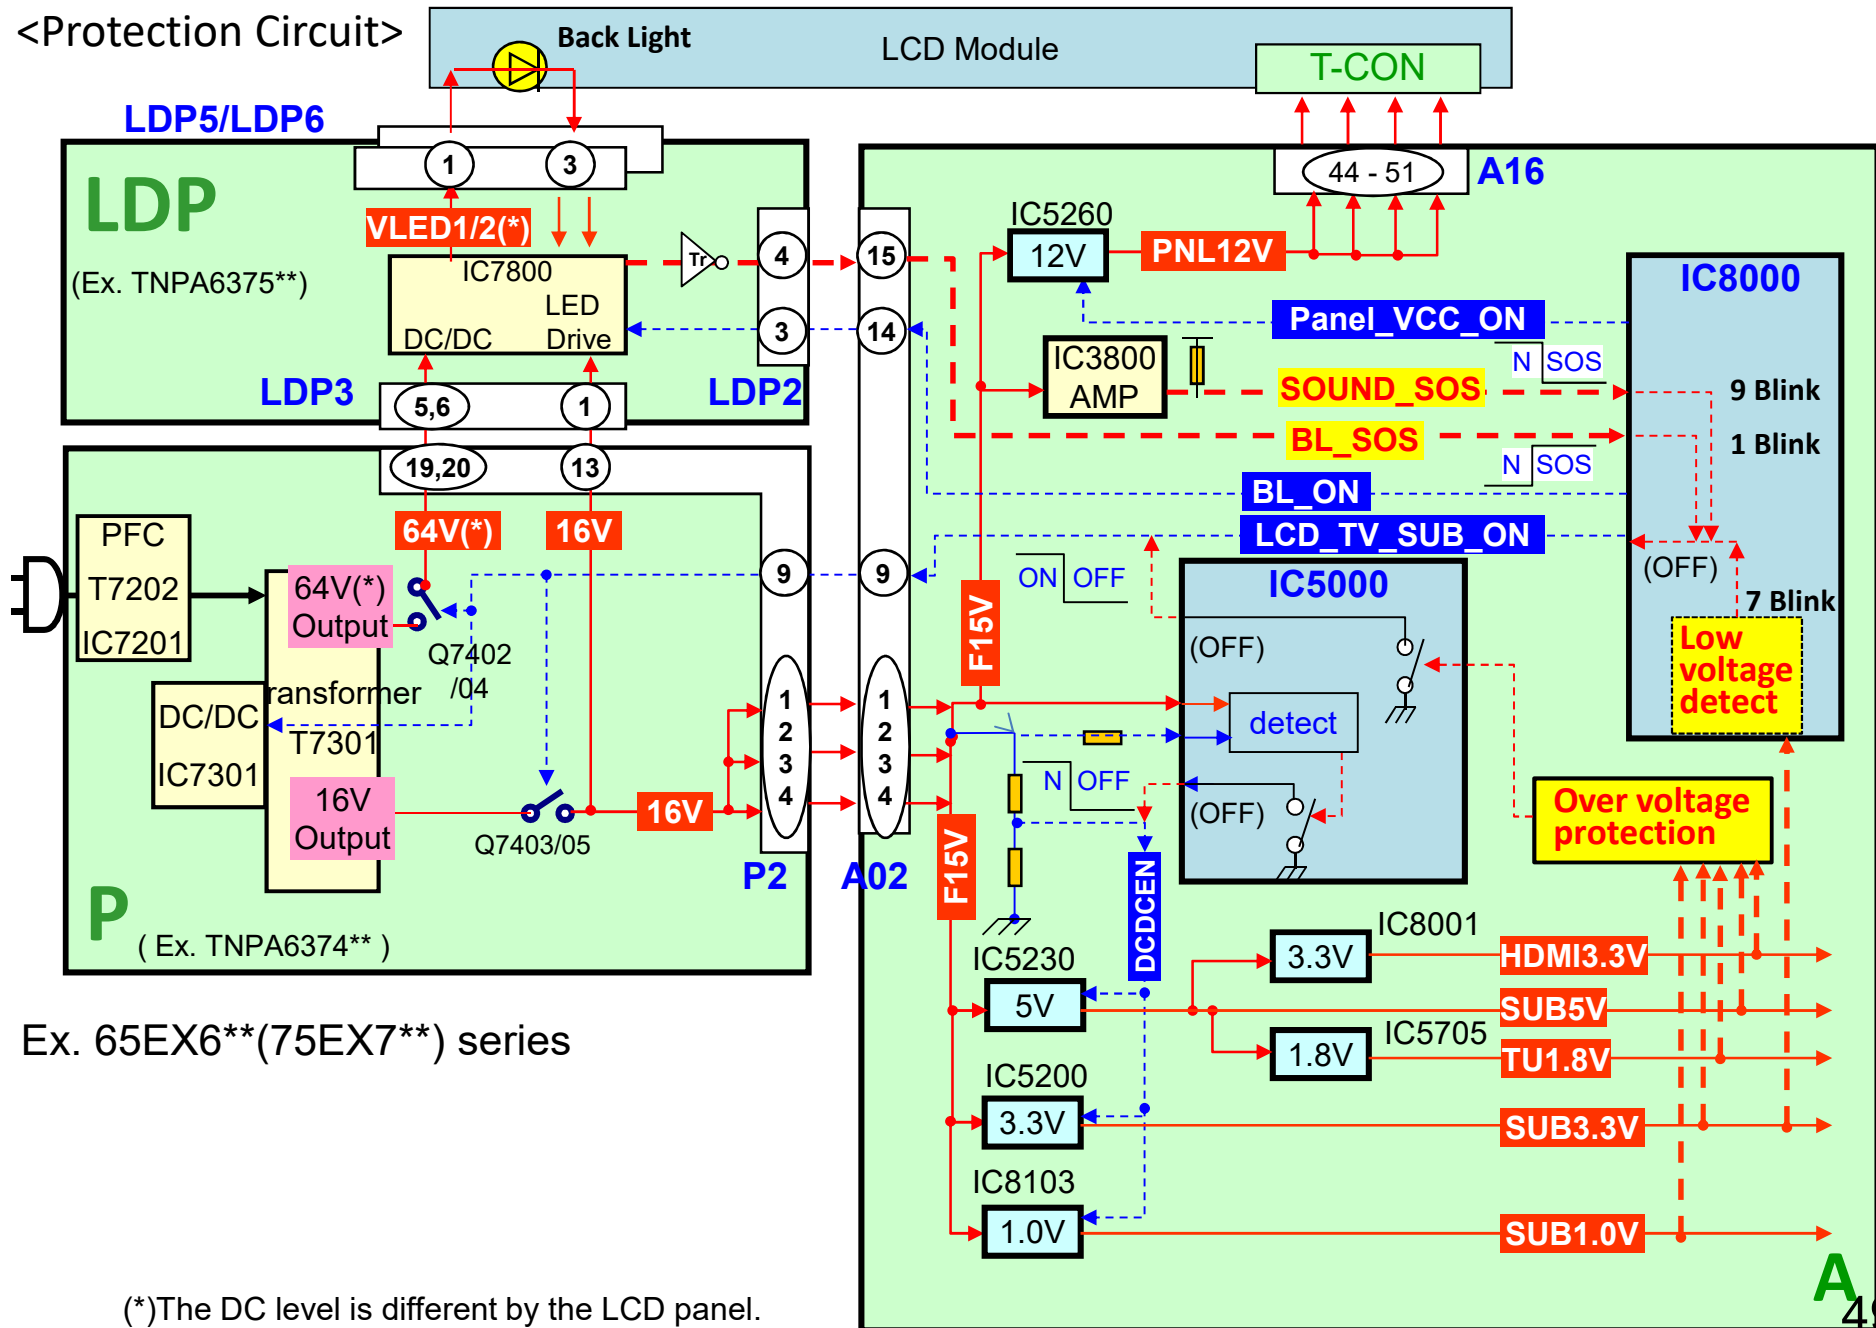 <Protection Circuit>
Back Light
LCD Module
T-CON
LDP5/LDP6
1
3
44 - 51
A16
LDP
(Ex. TNPA6375**)
VLED1/2(*)
IC7800
LED
DC/DC
Drive
Tr
4
15
3
14
LDP3
LDP2
5,6
1
IC5260
12V
PNL12V
IC8000
Panel_VCC_ON
N
SOS
IC3800
AMP
SOUND_SOS
9 Blink
BL_SOS
1 Blink
N
SOS
BL_ON
LCD_TV_SUB_ON
(OFF)
7 Blink
Low
voltage
detect
19,20
13
64V(*)
16V
PFC
T7202
IC7201
64V(*)
Output
Q7402
/04
9
9
ransformer
T7301
DC/DC
IC7301
16V
Output
Q7403/05
16V
1
2
3
4
1
2
3
4
P2
A02
P
( Ex. TNPA6374** )
ON
OFF
F15V
IC5000
(OFF)
detect
N
OFF
(OFF)
Over voltage
protection
F15V
DCDCEN
IC5230
5V
IC8001
3.3V
HDMI3.3V
SUB5V
IC5705
1.8V
TU1.8V
IC5200
3.3V
SUB3.3V
IC8103
1.0V
SUB1.0V
A
Ex. 65EX6**(75EX7**) series
(*)The DC level is different by the LCD panel.